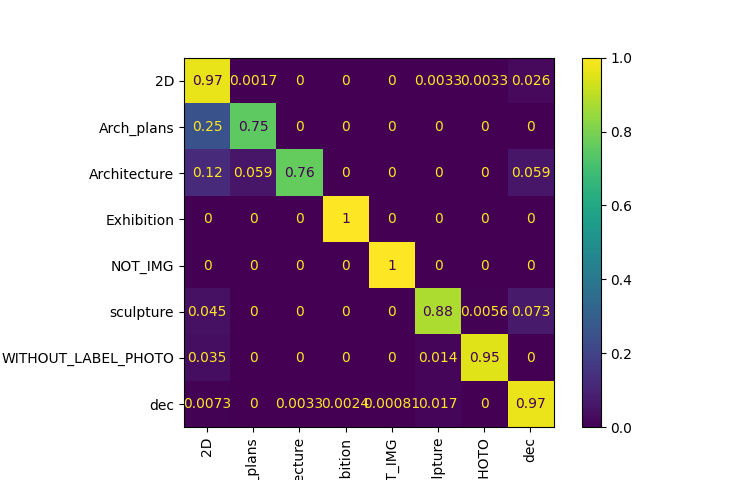 2D 0.97 0.0017 0 0 0 0.0033 0.0033 0.026
Arch_plans 0.25 0.75 0 0 0 0 0 0
Architecture 0.12 0.059 0.76 0 0 0 0 0.059
Exhibition 0 0 0 1 0 0 0 0
NOT_IMG 0 0 0 0 1 0 0 0
sculpture 0.045 0 0 0 0 0.88 0.0056 0.073
WITHOUT_LABEL_PHOTO 0.035 0 0 0 0 0.014 0.95 0
dec 0.0073 0 0.0033 0.0024 0.00081 0.017 0 0.97
2D
_plans
ecture
bition
T_IMG
lpture
HOTO
dec
1.0
0.8
0.6
0.4
0.2
0.0